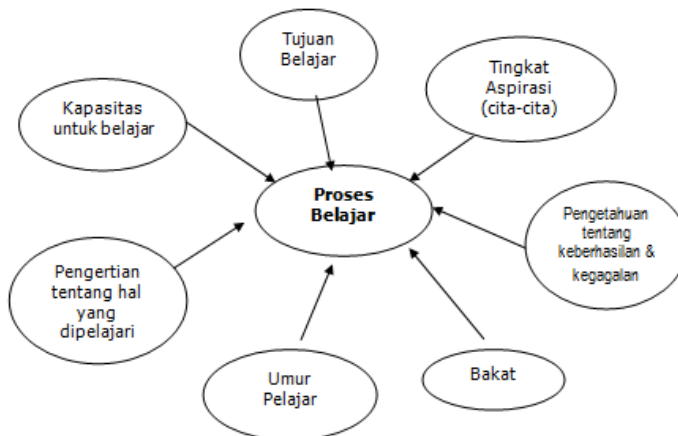 Tujuan
Belajar
Tingkat
Aspirasi
(cita-cita)
Kapasitas
untuk belajar
Proses
Belajar
Pengetahuan
tentang
keberhasilan &
kegagalan
Pengertian
tentang hal
yang
dipelajari
Umur
Pelajar
Bakat